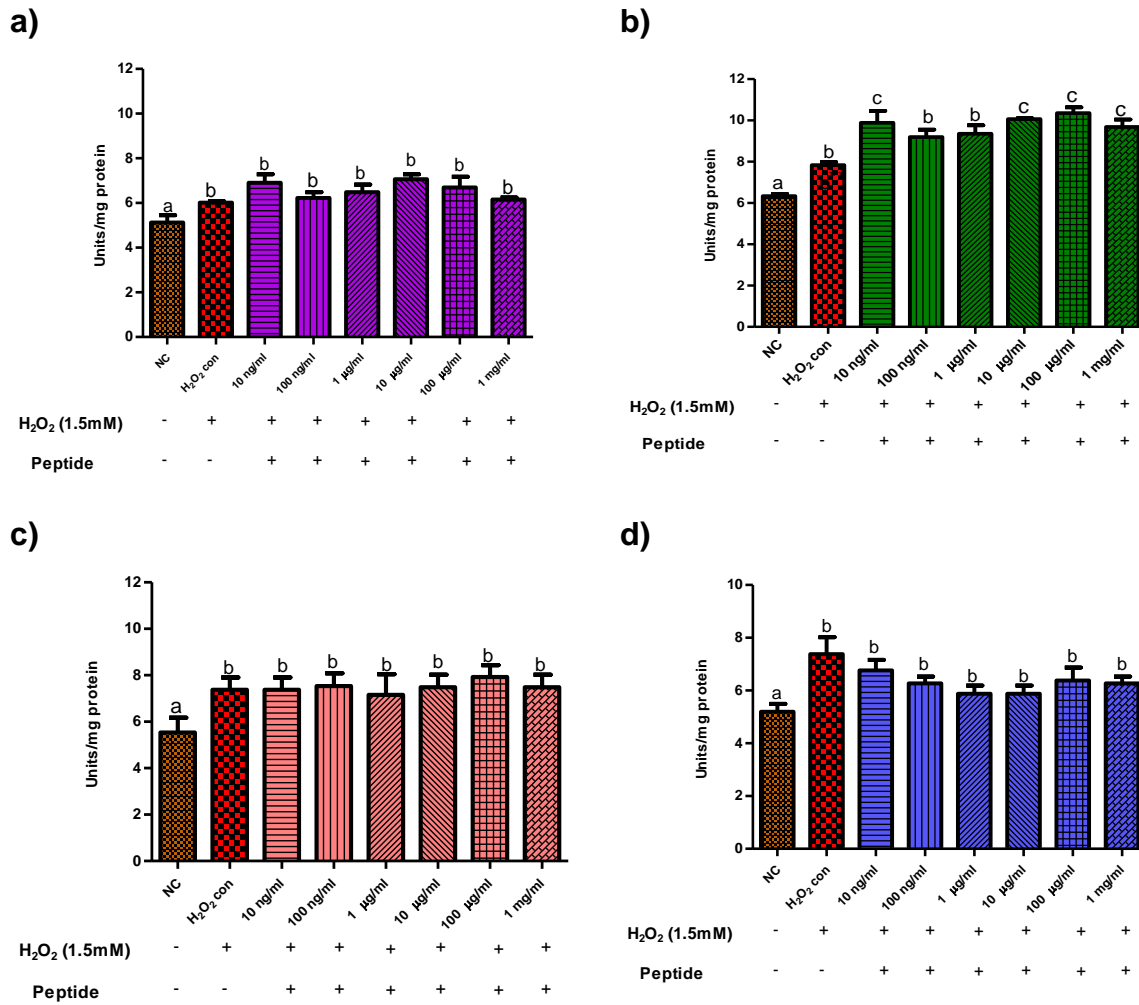 a)
12
10
8
6
4
2
0
Units/mg protein
a b b b b b b b
NC H₂O₂ con 10 ng/ml 100 ng/ml 1 µg/ml 10 µg/ml 100 µg/ml 1 mg/ml
H₂O₂ (1.5mM) - + + + + + + +
Peptide - - + + + + + +
b)
12
10
8
6
4
2
0
Units/mg protein
a b c b b c c c
NC H₂O₂ con 10 ng/ml 100 ng/ml 1 µg/ml 10 µg/ml 100 µg/ml 1 mg/ml
H₂O₂ (1.5mM) - + + + + + + +
Peptide - - + + + + + +
c)
12
10
8
6
4
2
0
Units/mg protein
a b b b b b b b
NC H₂O₂ con 10 ng/ml 100 ng/ml 1 µg/ml 10 µg/ml 100 µg/ml 1 mg/ml
H₂O₂ (1.5mM) - + + + + + + +
Peptide - - + + + + + +
d)
10
8
6
4
2
0
Units/mg protein
a b b b b b b b
NC H₂O₂ con 10 ng/ml 100 ng/ml 1 µg/ml 10 µg/ml 100 µg/ml 1 mg/ml
H₂O₂ (1.5mM) - + + + + + + +
Peptide - - + + + + + +